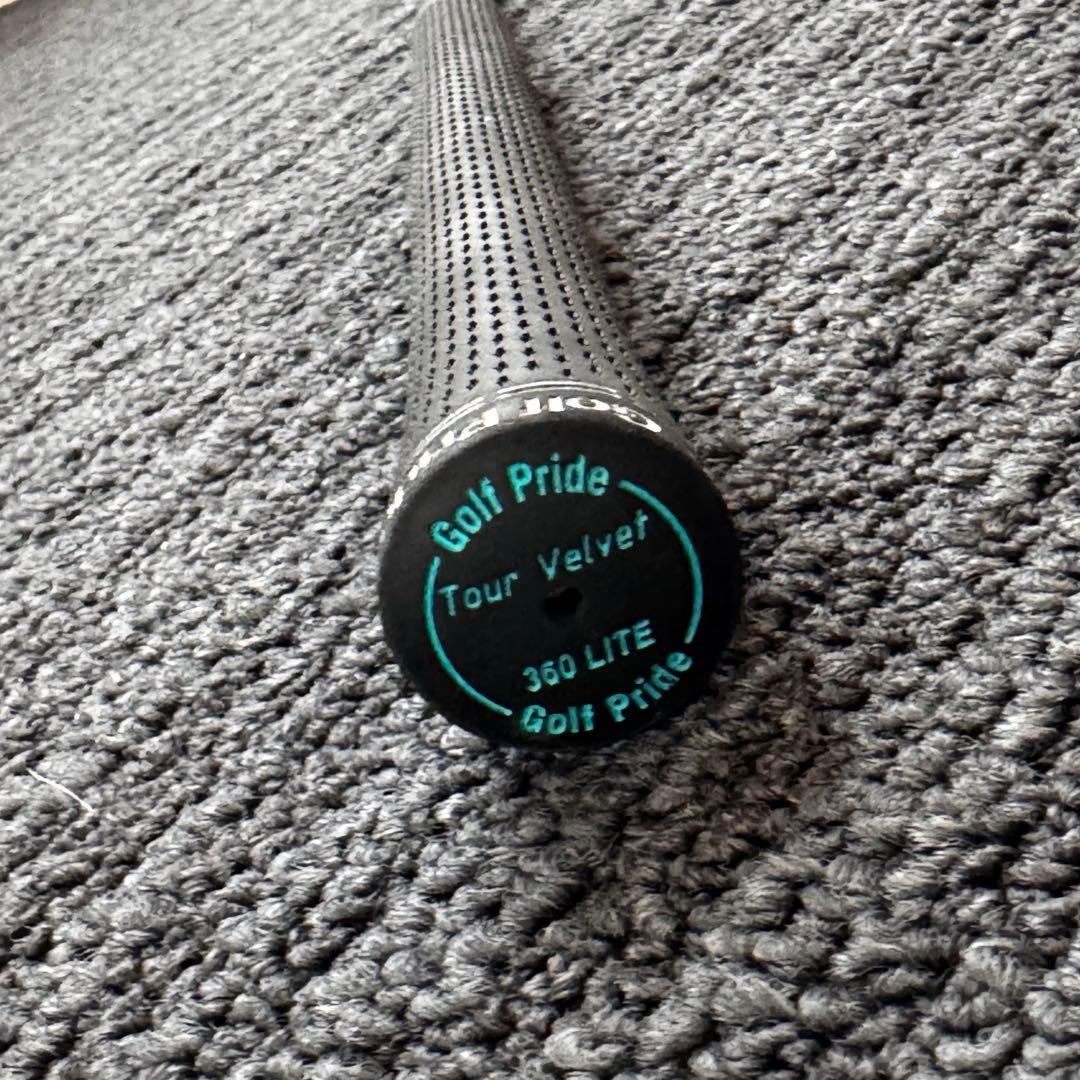 Golf Pride
Tour Velvet
360 LITE
Golf Pride